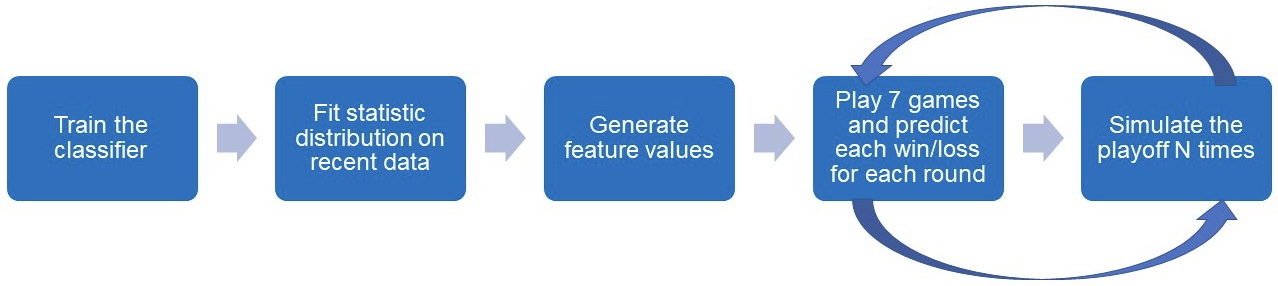 Train the
classifier
Fit statistic
distribution on
recent data
Generate
feature values
Play 7 games
and predict
each win/loss
for each round
Simulate the
playoff N times